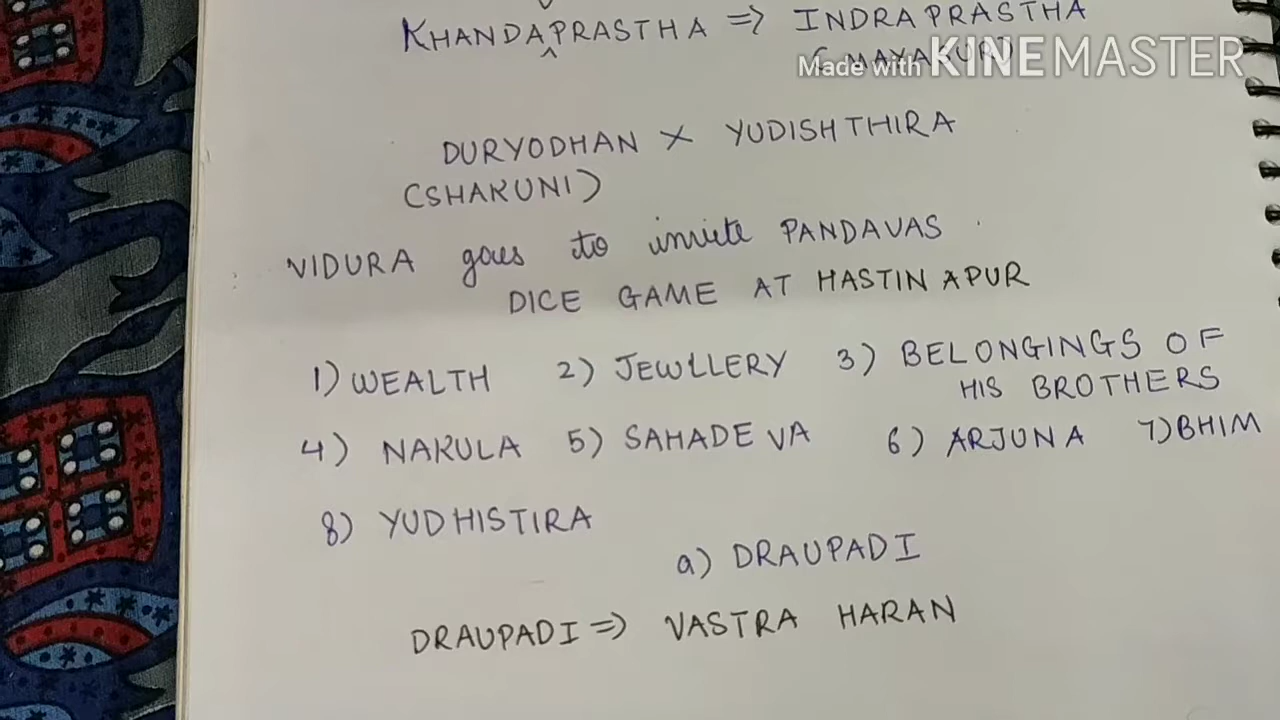 KHANDAVPRASTHA => INDRAPRASTHA
(MAYAPURI)
Made with KINEMASTER
DURYODHAN X YUDISHTHIRA
(SHAKUNI)
VIDURA goes to invite PANDAVAS
DICE GAME AT HASTINAPUR
1) WEALTH 2) JEWLLERY 3) BELONGINGS OF
HIS BROTHERS
4) NAKULA 5) SAHADEVA 6) ARJUNA 7) BHIM
8) YUDHISTIRA
a) DRAUPADI
DRAUPADI => VASTRA HARAN